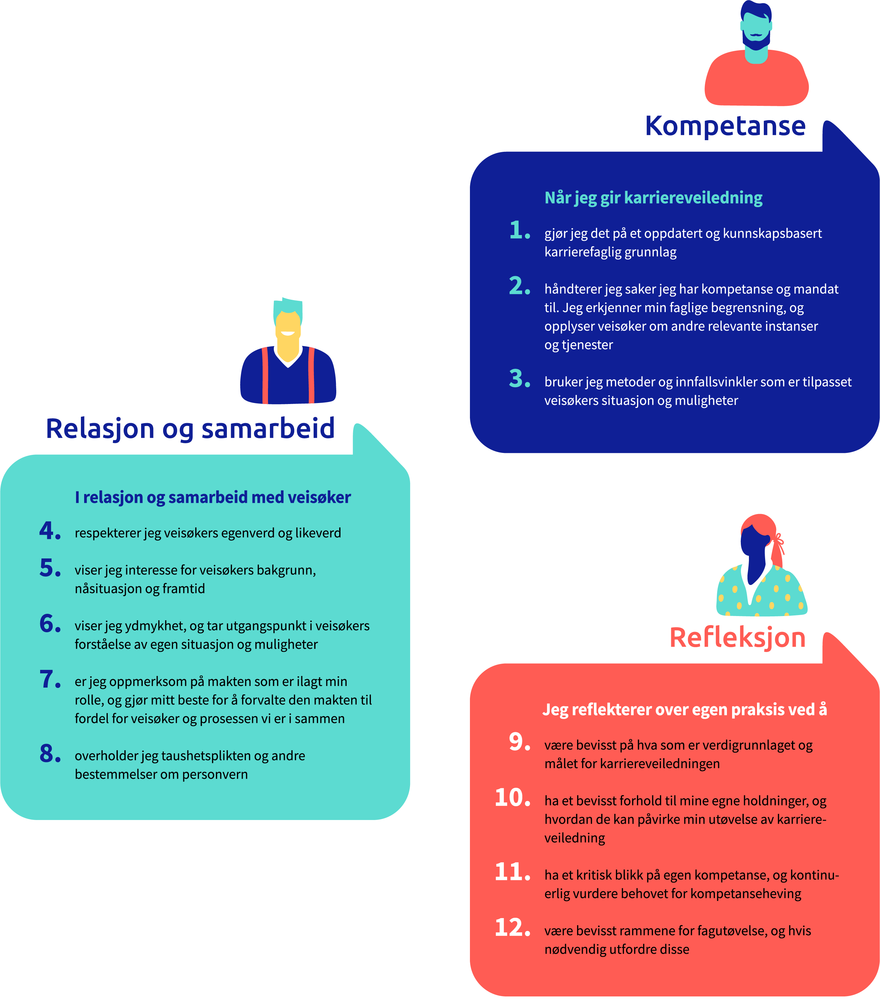 Kompetanse
Når jeg gir karriereveiledning
1. gjør jeg det på et oppdatert og kunnskapsbasert
karrierefaglig grunnlag
2. håndterer jeg saker jeg har kompetanse og mandat
til. Jeg erkjenner min faglige begrensning, og
opplyser veisøker om andre relevante instanser
og tjenester
3. bruker jeg metoder og innfallsvinkler som er tilpasset
veisøkers situasjon og muligheter
Relasjon og samarbeid
I relasjon og samarbeid med veisøker
4. respekterer jeg veisøkers egenverd og likeverd
5. viser jeg interesse for veisøkers bakgrunn,
nåsituasjon og framtid
6. viser jeg ydmykhet, og tar utgangspunkt i veisøkers
forståelse av egen situasjon og muligheter
7. er jeg oppmerksom på makten som er ilagt min
rolle, og gjør mitt beste for å forvalte den makten til
fordel for veisøker og prosessen vi er i sammen
8. overholder jeg taushetsplikten og andre
bestemmelser om personvern
Refleksjon
Jeg reflekterer over egen praksis ved å
9. være bevisst på hva som er verdigrunnlaget og
målet for karriereveiledningen
10. ha et bevisst forhold til mine egne holdninger, og
hvordan de kan påvirke min utøvelse av karriere-
veiledning
11. ha et kritisk blikk på egen kompetanse, og kontinu-
erlig vurdere behovet for kompetanseheving
12. være bevisst rammene for fagutøvelse, og hvis
nødvendig utfordre disse